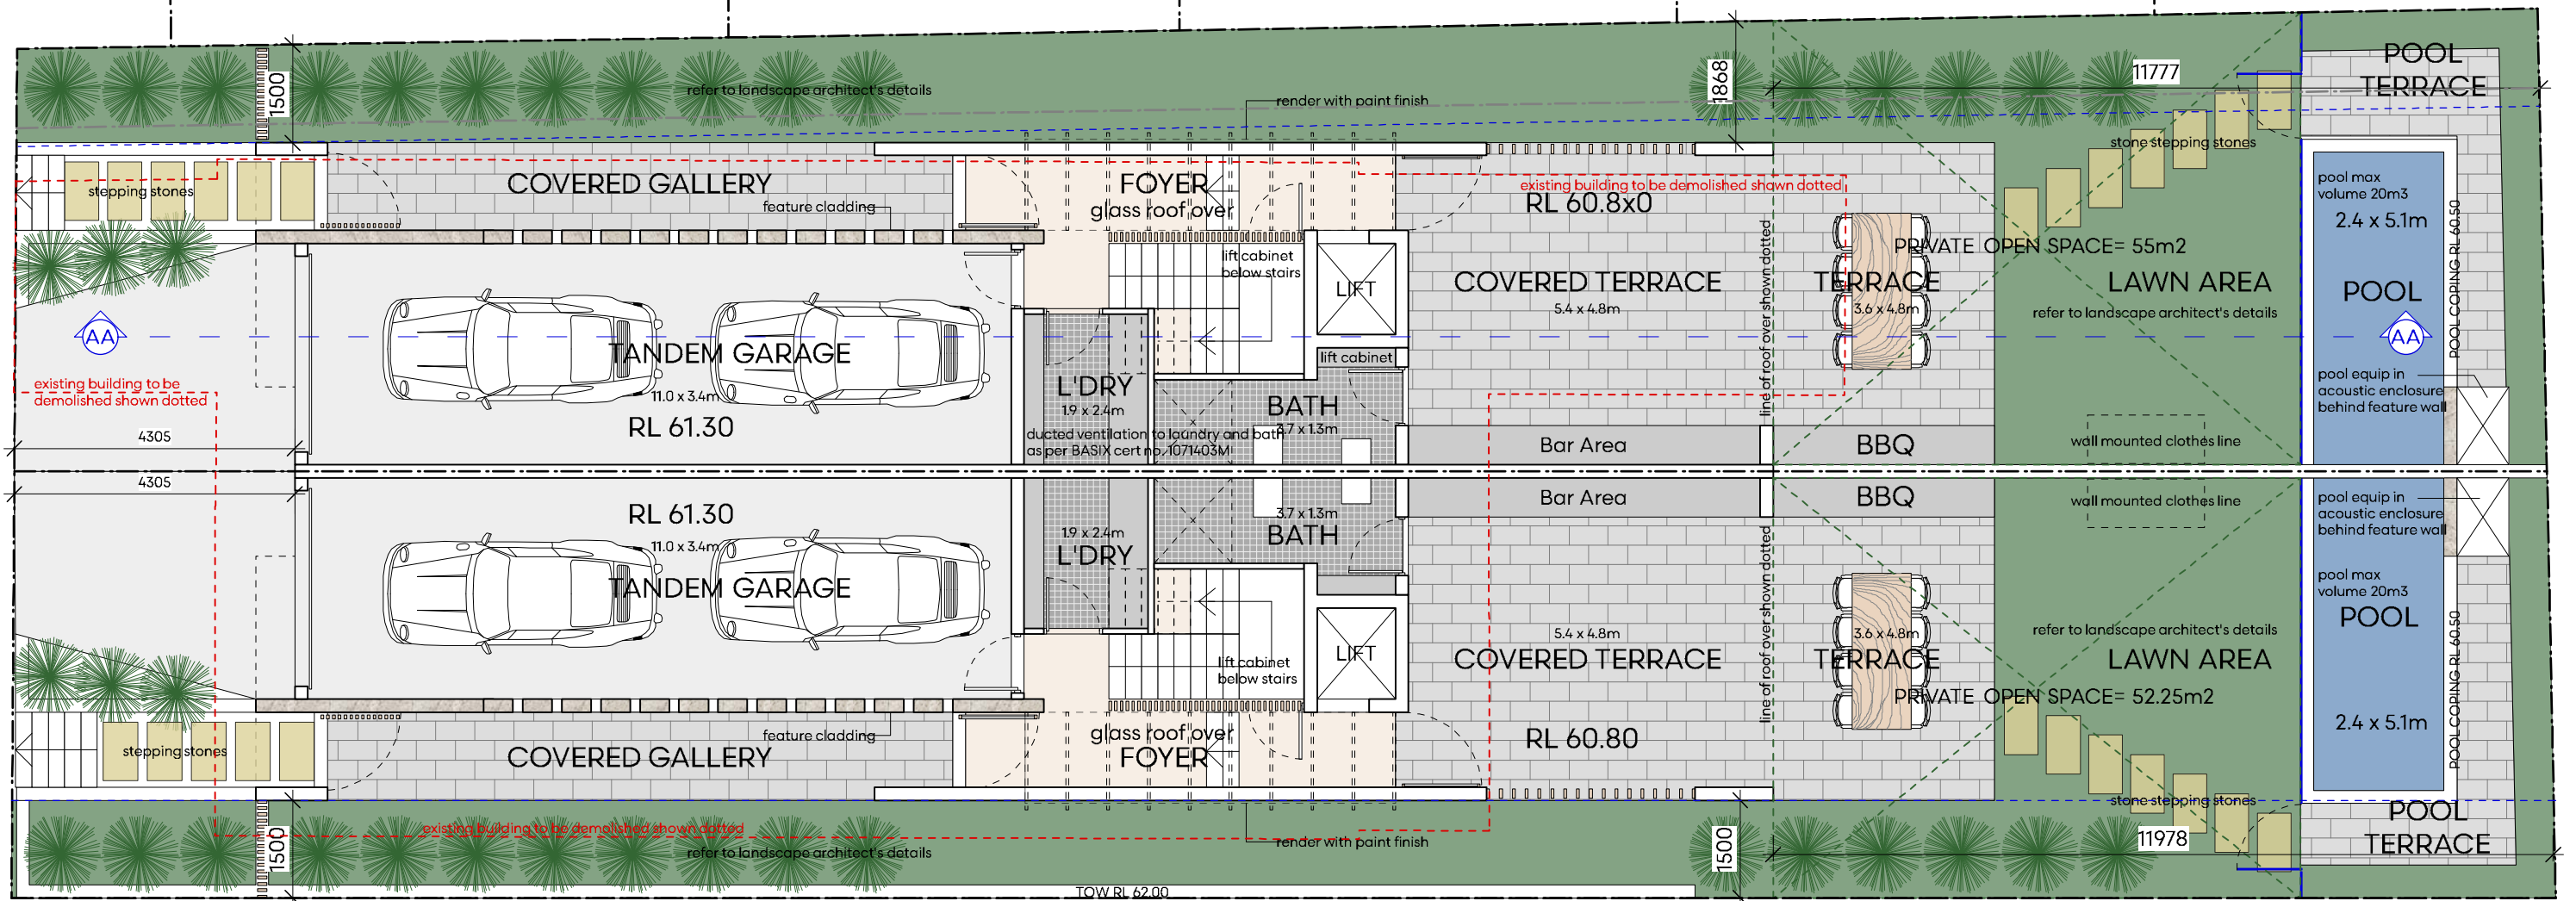 POOL
TERRACE
11777
1500
1868
refer to landscape architect's details
render with paint finish
stone stepping stones
stepping stones
COVERED GALLERY
feature cladding
FOYER
glass roof over
existing building to be demolished shown dotted
RL 60.8x0
pool max
volume 20m3
2.4 x 5.1m
POOL COPING RL 60.50
PRIVATE OPEN SPACE= 55m2
lift cabinet
below stairs
LIFT
COVERED TERRACE
5.4 x 4.8m
line of roof over shown dotted
TERRACE
3.6 x 4.8m
LAWN AREA
refer to landscape architect's details
POOL
AA
AA
TANDEM GARAGE
11.0 x 3.4m
RL 61.30
existing building to be
demolished shown dotted
lift cabinet
L'DRY
1.9 x 2.4m
BATH
3.7 x 1.3m
pool equip in
acoustic enclosure
behind feature wall
ducted ventilation to laundry and bath
as per BASIX cert no. 1071403M
4305
Bar Area
BBQ
wall mounted clothes line
4305
Bar Area
BBQ
wall mounted clothes line
pool equip in
acoustic enclosure
behind feature wall
RL 61.30
11.0 x 3.4m
TANDEM GARAGE
1.9 x 2.4m
L'DRY
3.7 x 1.3m
BATH
pool max
volume 20m3
POOL
lift cabinet
below stairs
LIFT
5.4 x 4.8m
COVERED TERRACE
line of roof over shown dotted
3.6 x 4.8m
TERRACE
refer to landscape architect's details
LAWN AREA
PRIVATE OPEN SPACE= 52.25m2
POOL COPING RL 60.50
2.4 x 5.1m
stepping stones
COVERED GALLERY
feature cladding
glass roof over
FOYER
RL 60.80
stone stepping stones
POOL
TERRACE
existing building to be demolished shown dotted
1500
refer to landscape architect's details
render with paint finish
1500
11978
TOW RL 62.00